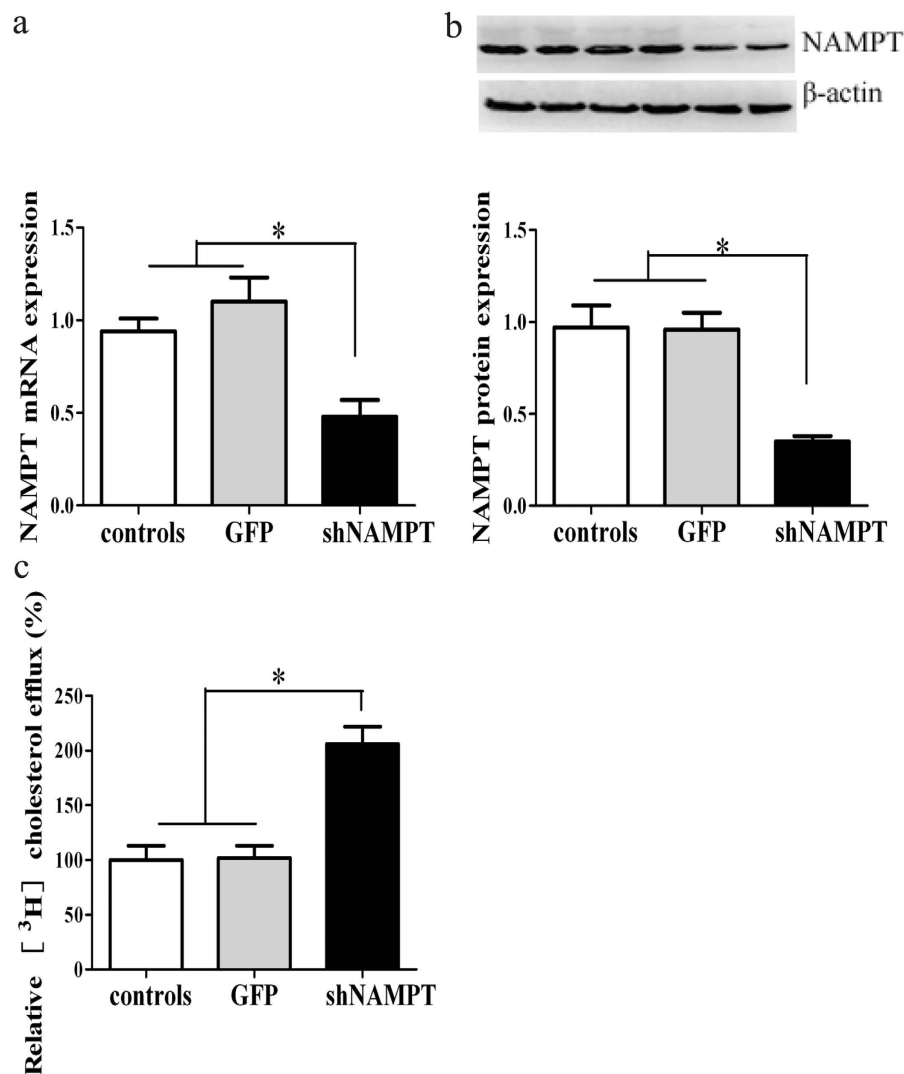 a
b
NAMPT
β-actin
NAMPT mRNA expression
1.5
1.0
0.5
0.0
*
controls GFP shNAMPT
NAMPT protein expression
1.5
1.0
0.5
0.0
*
controls GFP shNAMPT
c
Relative [³H] cholesterol efflux (%)
250
200
150
100
50
0
*
controls GFP shNAMPT